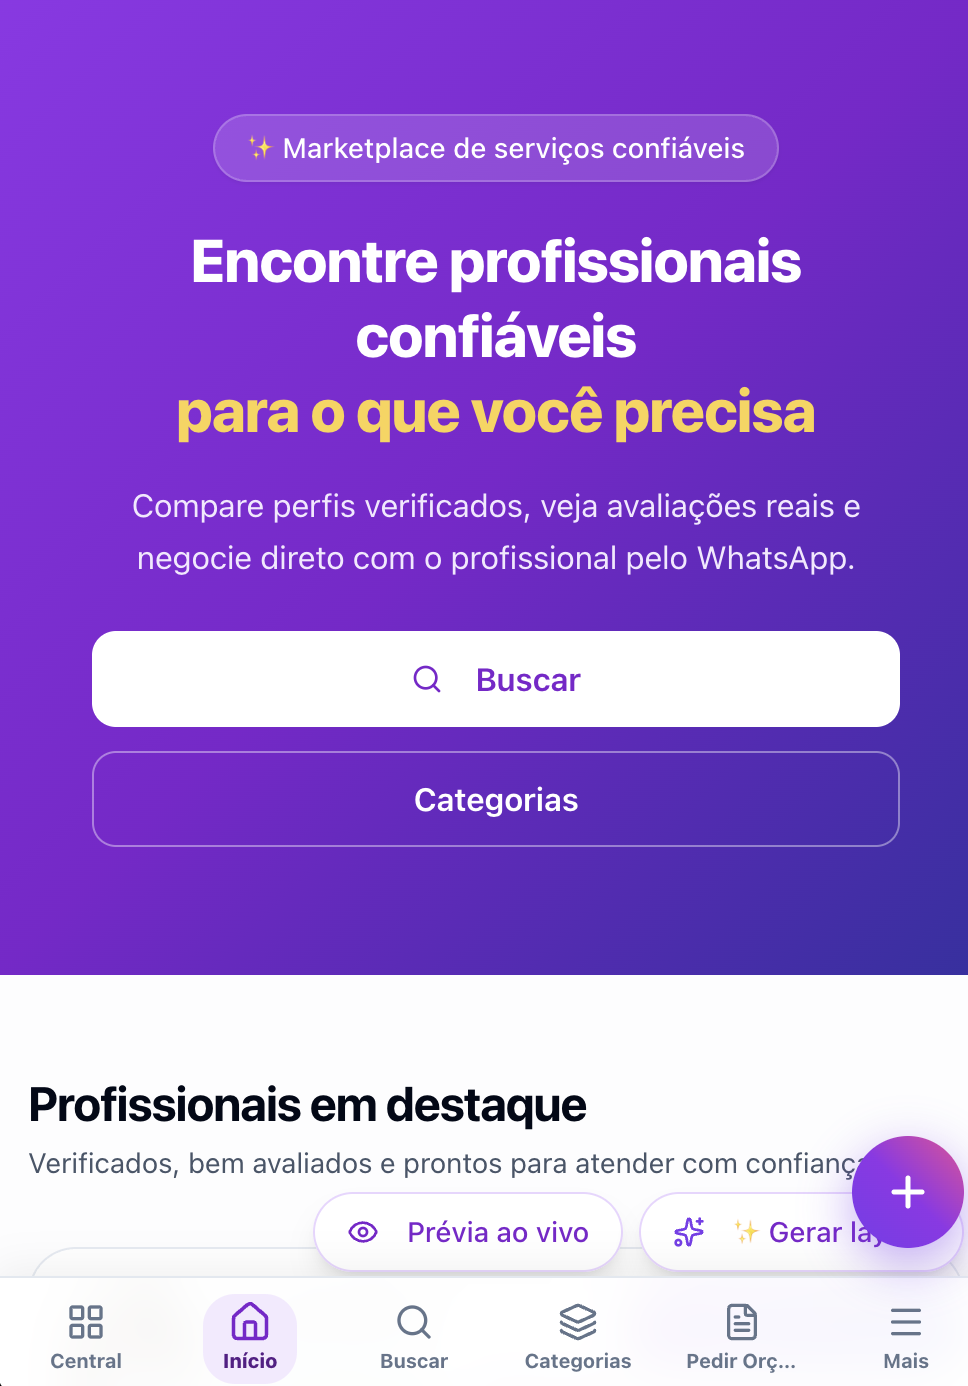 ✨ Marketplace de serviços confiáveis
Encontre profissionais
confiáveis
para o que você precisa
Compare perfis verificados, veja avaliações reais e
negocie direto com o profissional pelo WhatsApp.
Buscar
Categorias
Profissionais em destaque
Verificados, bem avaliados e prontos para atender com confiança
Prévia ao vivo
✨ Gerar
Central
Início
Buscar
Categorias
Pedir Orç...
Mais